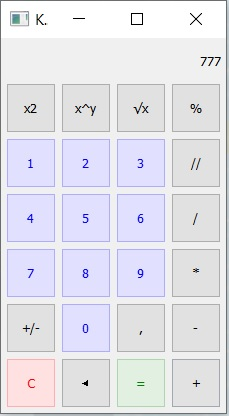 K.
777
x2 x^y √x %
1 2 3 //
4 5 6 /
7 8 9 *
+/- 0 , -
C ◂ = +